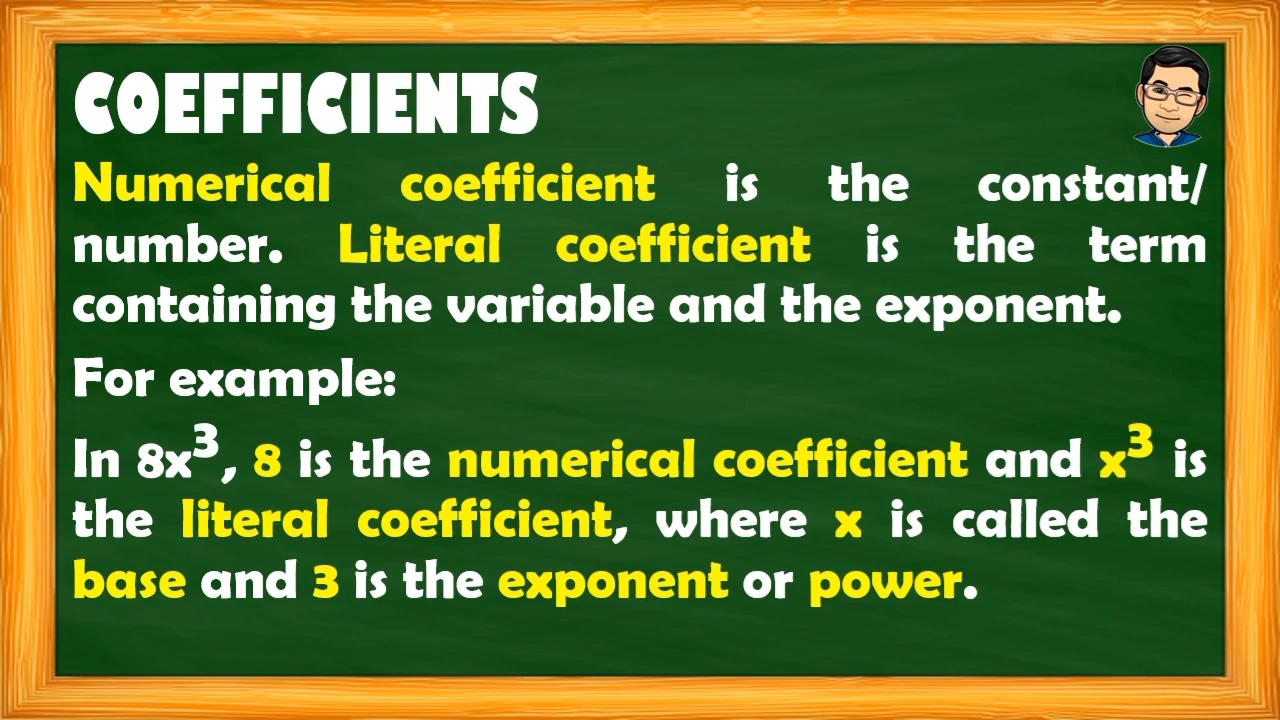 COEFFICIENTS
Numerical coefficient is the constant/
number. Literal coefficient is the term
containing the variable and the exponent.
For example:
In 8x³, 8 is the numerical coefficient and x³ is
the literal coefficient, where x is called the
base and 3 is the exponent or power.